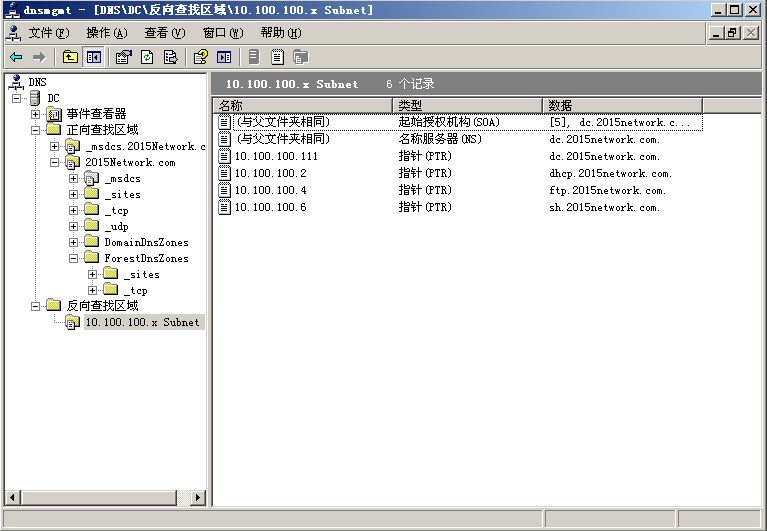 dnsmgmt - [DNS\DC\反向查找区域\10.100.100.x Subnet]
文件(F) 操作(A) 查看(V) 窗口(W) 帮助(H)
DNS
DC
事件查看器
正向查找区域
_msdcs.2015Network.c
2015Network.com
_msdcs
_sites
_tcp
_udp
DomainDnsZones
ForestDnsZones
_sites
_tcp
反向查找区域
10.100.100.x Subnet
10.100.100.x Subnet 6 个记录
名称 类型 数据
(与父文件夹相同) 起始授权机构(SOA) [5], dc.2015network.c...
(与父文件夹相同) 名称服务器(NS) dc.2015network.com.
10.100.100.111 指针(PTR) dc.2015network.com.
10.100.100.2 指针(PTR) dhcp.2015network.com.
10.100.100.4 指针(PTR) ftp.2015network.com.
10.100.100.6 指针(PTR) sh.2015network.com.